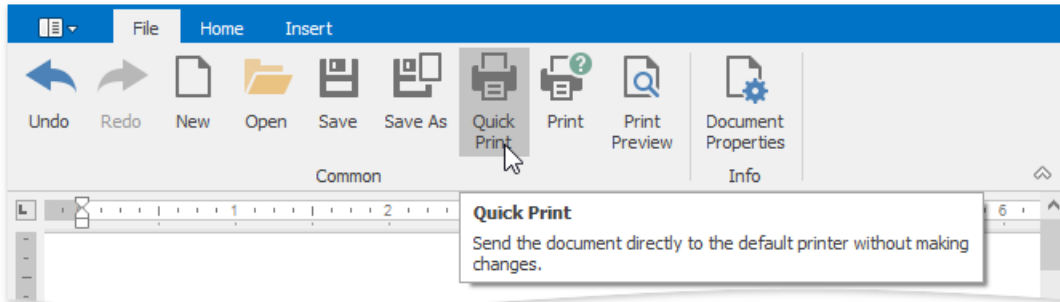 File Home Insert
Undo Redo New Open Save Save As Quick Print Print Print Preview Document Properties
Common Info
L 1 2 6
Quick Print
Send the document directly to the default printer without making
changes.